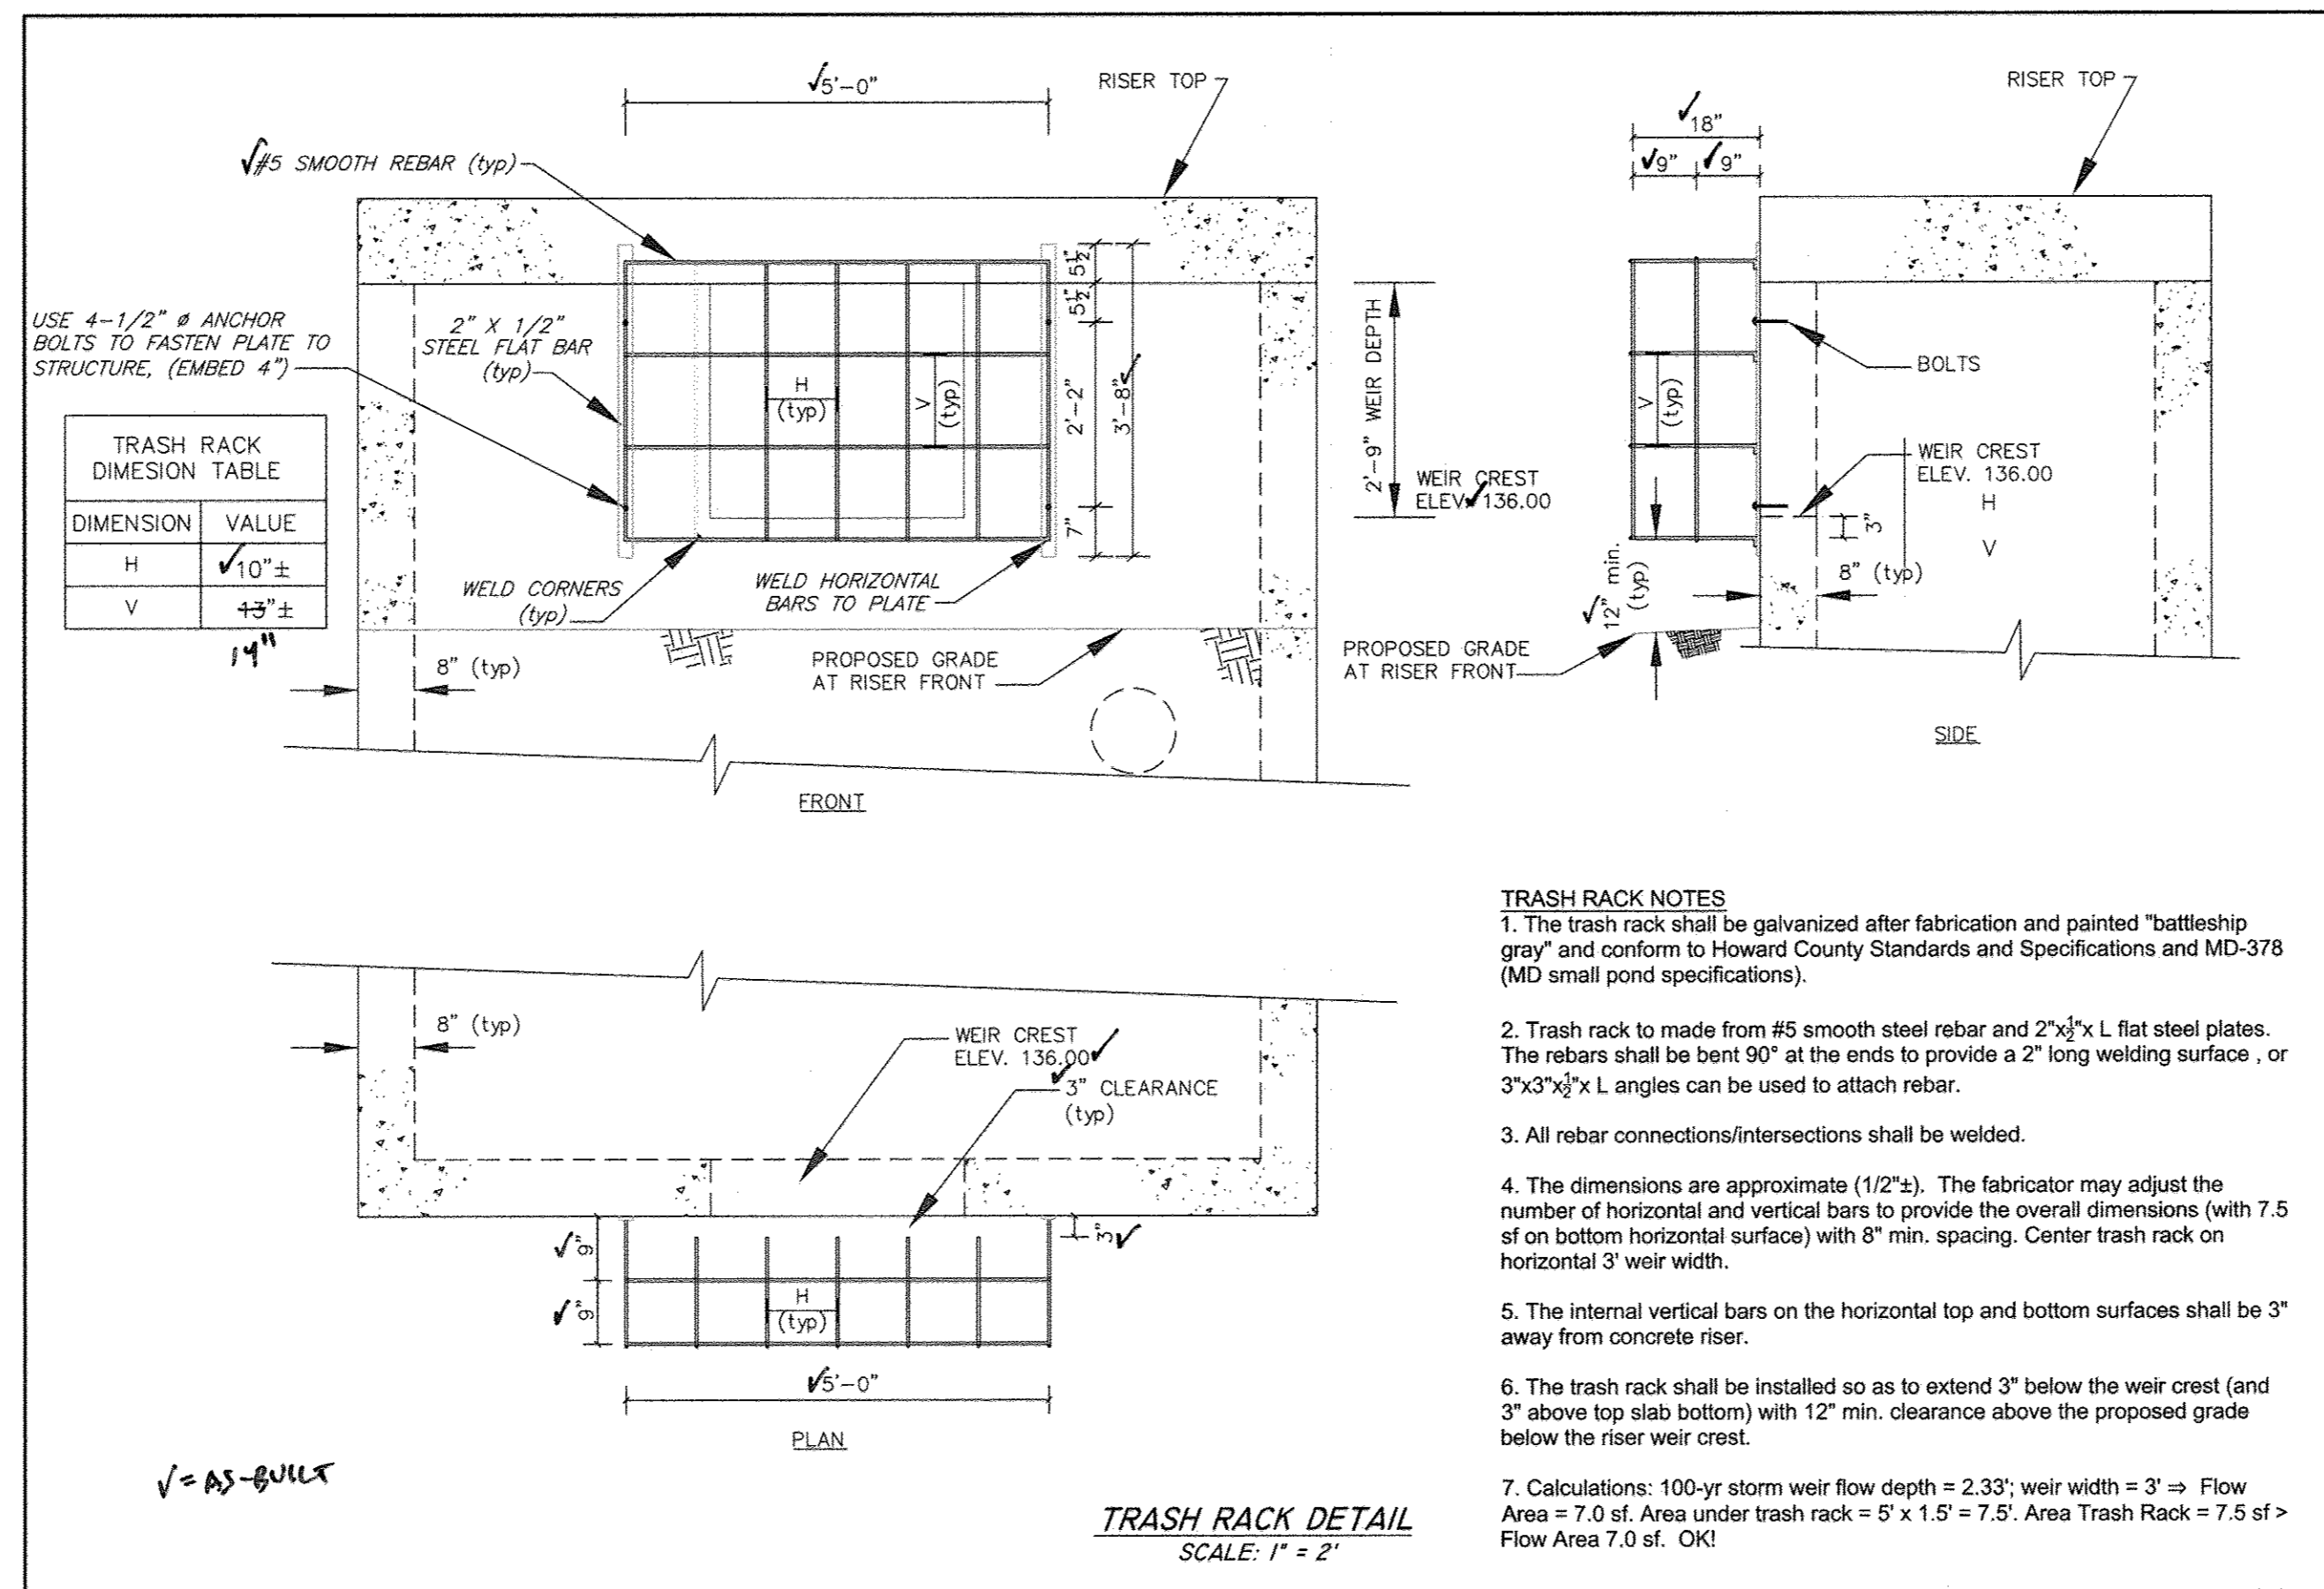 √5'-0"
RISER TOP
√#5 SMOOTH REBAR (typ)
USE 4-1/2" ø ANCHOR
BOLTS TO FASTEN PLATE TO
STRUCTURE, (EMBED 4")
2" X 1/2"
STEEL FLAT BAR
(typ)
TRASH RACK
DIMESION TABLE
DIMENSION VALUE
H √10"±
V 13"±
14"
H
(typ)
V
(typ)
5½"
5½"
2'-2"
7"
3'-8"√
2'-9" WEIR DEPTH
WEIR CREST
ELEV.√136.00
WELD CORNERS
(typ)
WELD HORIZONTAL
BARS TO PLATE
8" (typ)
PROPOSED GRADE
AT RISER FRONT
FRONT
RISER TOP
√18"
√9" √9"
BOLTS
V
(typ)
WEIR CREST
ELEV. 136.00
H
V
3"
8" (typ)
√12" min.
(typ)
PROPOSED GRADE
AT RISER FRONT
SIDE
8" (typ)
WEIR CREST
ELEV. 136.00√
√3" CLEARANCE
(typ)
√9"
√9"
3"√
H
(typ)
√5'-0"
PLAN
√=AS-BUILT
TRASH RACK DETAIL
SCALE: 1" = 2'
TRASH RACK NOTES
1. The trash rack shall be galvanized after fabrication and painted "battleship
gray" and conform to Howard County Standards and Specifications and MD-378
(MD small pond specifications).
2. Trash rack to made from #5 smooth steel rebar and 2"x½"x L flat steel plates.
The rebars shall be bent 90° at the ends to provide a 2" long welding surface , or
3"x3"x½"x L angles can be used to attach rebar.
3. All rebar connections/intersections shall be welded.
4. The dimensions are approximate (1/2"±). The fabricator may adjust the
number of horizontal and vertical bars to provide the overall dimensions (with 7.5
sf on bottom horizontal surface) with 8" min. spacing. Center trash rack on
horizontal 3' weir width.
5. The internal vertical bars on the horizontal top and bottom surfaces shall be 3"
away from concrete riser.
6. The trash rack shall be installed so as to extend 3" below the weir crest (and
3" above top slab bottom) with 12" min. clearance above the proposed grade
below the riser weir crest.
7. Calculations: 100-yr storm weir flow depth = 2.33'; weir width = 3' ⇒ Flow
Area = 7.0 sf. Area under trash rack = 5' x 1.5' = 7.5'. Area Trash Rack = 7.5 sf >
Flow Area 7.0 sf. OK!